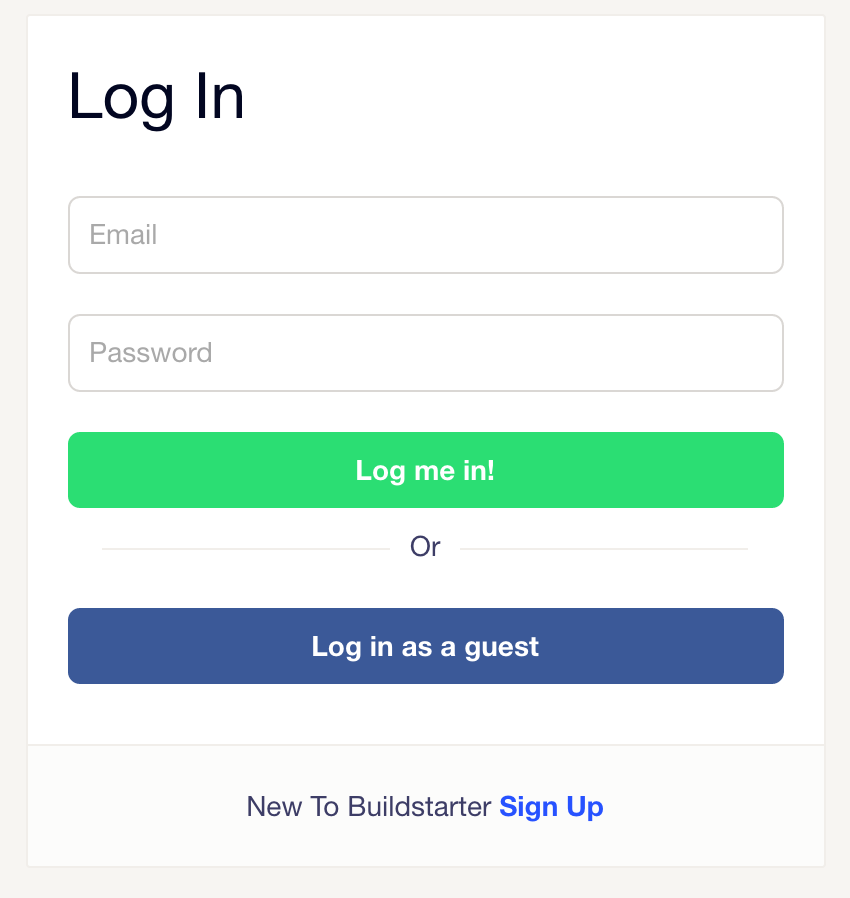 Log In
Email
Password
Log me in!
Or
Log in as a guest
New To Buildstarter Sign Up